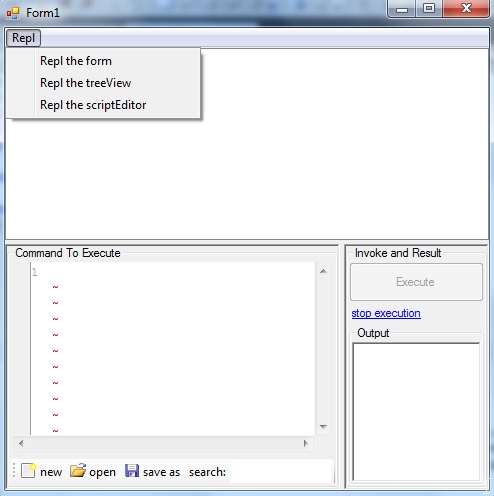 Form1
Repl
Repl the form
Repl the treeView
Repl the scriptEditor
Command To Execute
1
~
~
~
~
~
~
~
~
~
~
Invoke and Result
Execute
stop execution
Output
new open save as search: